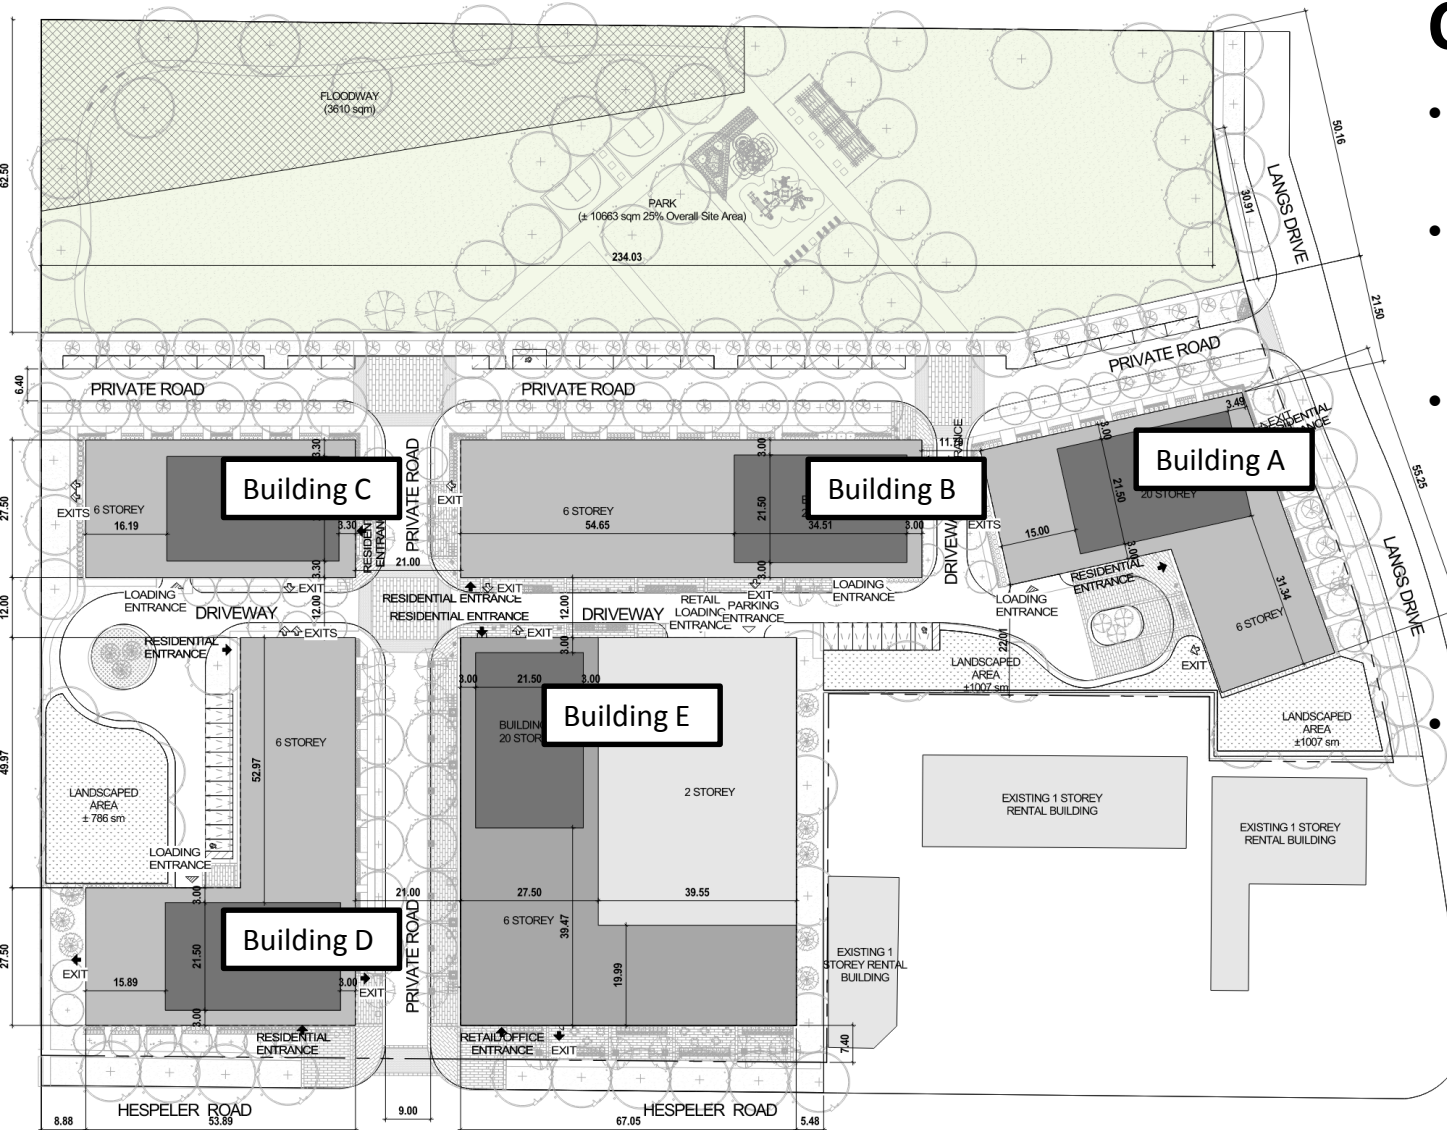 FLOODWAY
(3610 sqm)
PARK
(± 10663 sqm 25% Overall Site Area)
234.03
62.50
50.16
30.91
LANGS DRIVE
21.50
PRIVATE ROAD
PRIVATE ROAD
PRIVATE ROAD
6.40
3.49
EXIT
RESIDENTIAL
55.25
Building C
Building B
Building A
20 STOREY
3.30
3.00
11.70
3.00
PRIVATE ROAD
EXIT
EXITS
6 STOREY
16.19
3.30
27.50
6 STOREY
54.65
21.50
34.51
3.00
EXITS
21.50
15.00
3.00
21.00
3.30
3.00
LANGS DRIVE
RESIDENTIAL
ENTRANCE
31.34
6 STOREY
LOADING
ENTRANCE
EXIT
12.00
12.00
DRIVEWAY
EXITS
EXIT
RESIDENTIAL ENTRANCE
RESIDENTIAL ENTRANCE
EXIT
12.00
DRIVEWAY
RETAIL
LOADING
ENTRANCE
EXIT
PARKING
ENTRANCE
LOADING
ENTRANCE
LOADING
ENTRANCE
22.01
EXIT
RESIDENTIAL
ENTRANCE
LANDSCAPED
AREA
±1007 sm
LANDSCAPED
AREA
±1007 sm
3.00
3.00
21.50
3.00
Building E
20 STOR
6 STOREY
52.97
49.97
2 STOREY
LANDSCAPED
AREA
± 786 sm
EXISTING 1 STOREY
RENTAL BUILDING
EXISTING 1 STOREY
RENTAL BUILDING
LOADING
ENTRANCE
3.00
21.00
27.50
39.55
6 STOREY
39.47
19.99
PRIVATE ROAD
Building D
27.50
21.50
15.89
3.00
3.00
EXIT
EXIT
EXISTING 1
STOREY RENTAL
BUILDING
RESIDENTIAL
ENTRANCE
RETAIL/OFFICE
ENTRANCE
EXIT
7.40
HESPELER ROAD
HESPELER ROAD
8.88
53.89
9.00
67.05
5.48